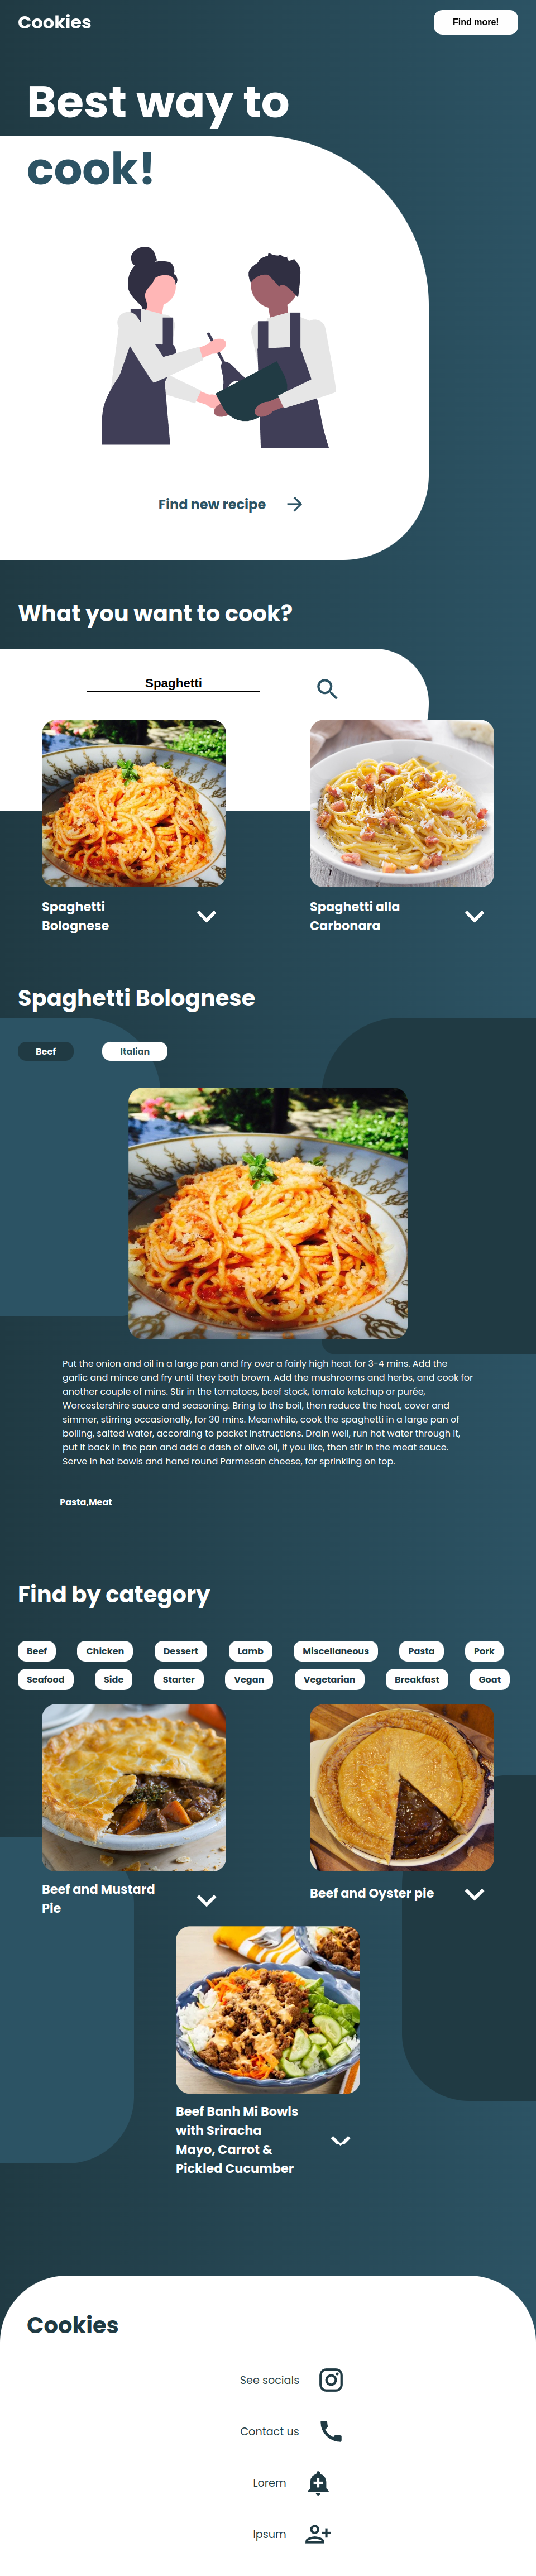 Cookies
Find more!
Best way to
cook!
Find new recipe
What you want to cook?
Spaghetti
Spaghetti
Bolognese
Spaghetti alla
Carbonara
Spaghetti Bolognese
Beef
Italian
Put the onion and oil in a large pan and fry over a fairly high heat for 3-4 mins. Add the
garlic and mince and fry until they both brown. Add the mushrooms and herbs, and cook for
another couple of mins. Stir in the tomatoes, beef stock, tomato ketchup or purée,
Worcestershire sauce and seasoning. Bring to the boil, then reduce the heat, cover and
simmer, stirring occasionally, for 30 mins. Meanwhile, cook the spaghetti in a large pan of
boiling, salted water, according to packet instructions. Drain well, run hot water through it,
put it back in the pan and add a dash of olive oil, if you like, then stir in the meat sauce.
Serve in hot bowls and hand round Parmesan cheese, for sprinkling on top.
Pasta,Meat
Find by category
Beef Chicken Dessert Lamb Miscellaneous Pasta Pork
Seafood Side Starter Vegan Vegetarian Breakfast Goat
Beef and Mustard
Pie
Beef and Oyster pie
Beef Banh Mi Bowls
with Sriracha
Mayo, Carrot &
Pickled Cucumber
Cookies
See socials
Contact us
Lorem
Ipsum